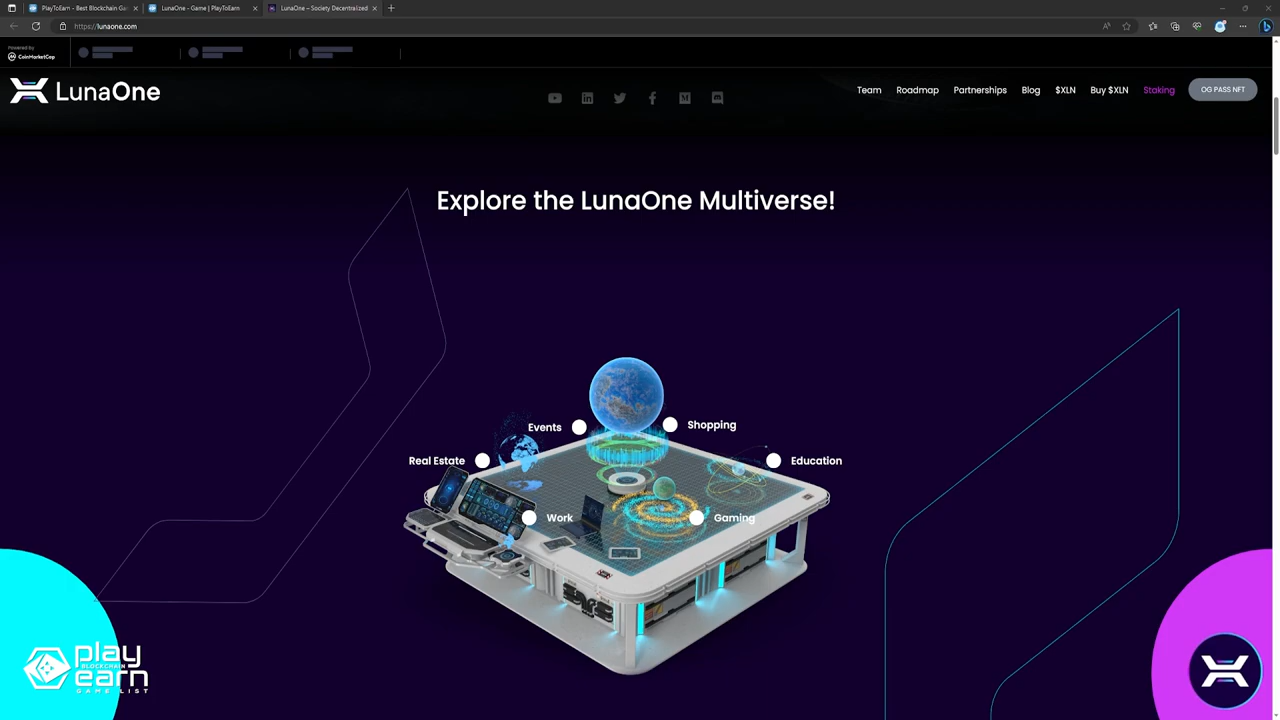 PlayToEarn - Best Blockchain Ga
LunaOne - Game | PlayToEarn
LunaOne – Society Decentralized
https://lunaone.com
Powered by
CoinMarketCap
LunaOne
Team
Roadmap
Partnerships
Blog
$XLN
Buy $XLN
Staking
OG PASS NFT
Explore the LunaOne Multiverse!
Events
Shopping
Real Estate
Education
Work
Gaming
play
BLOCKCHAIN
earn
GAME LIST